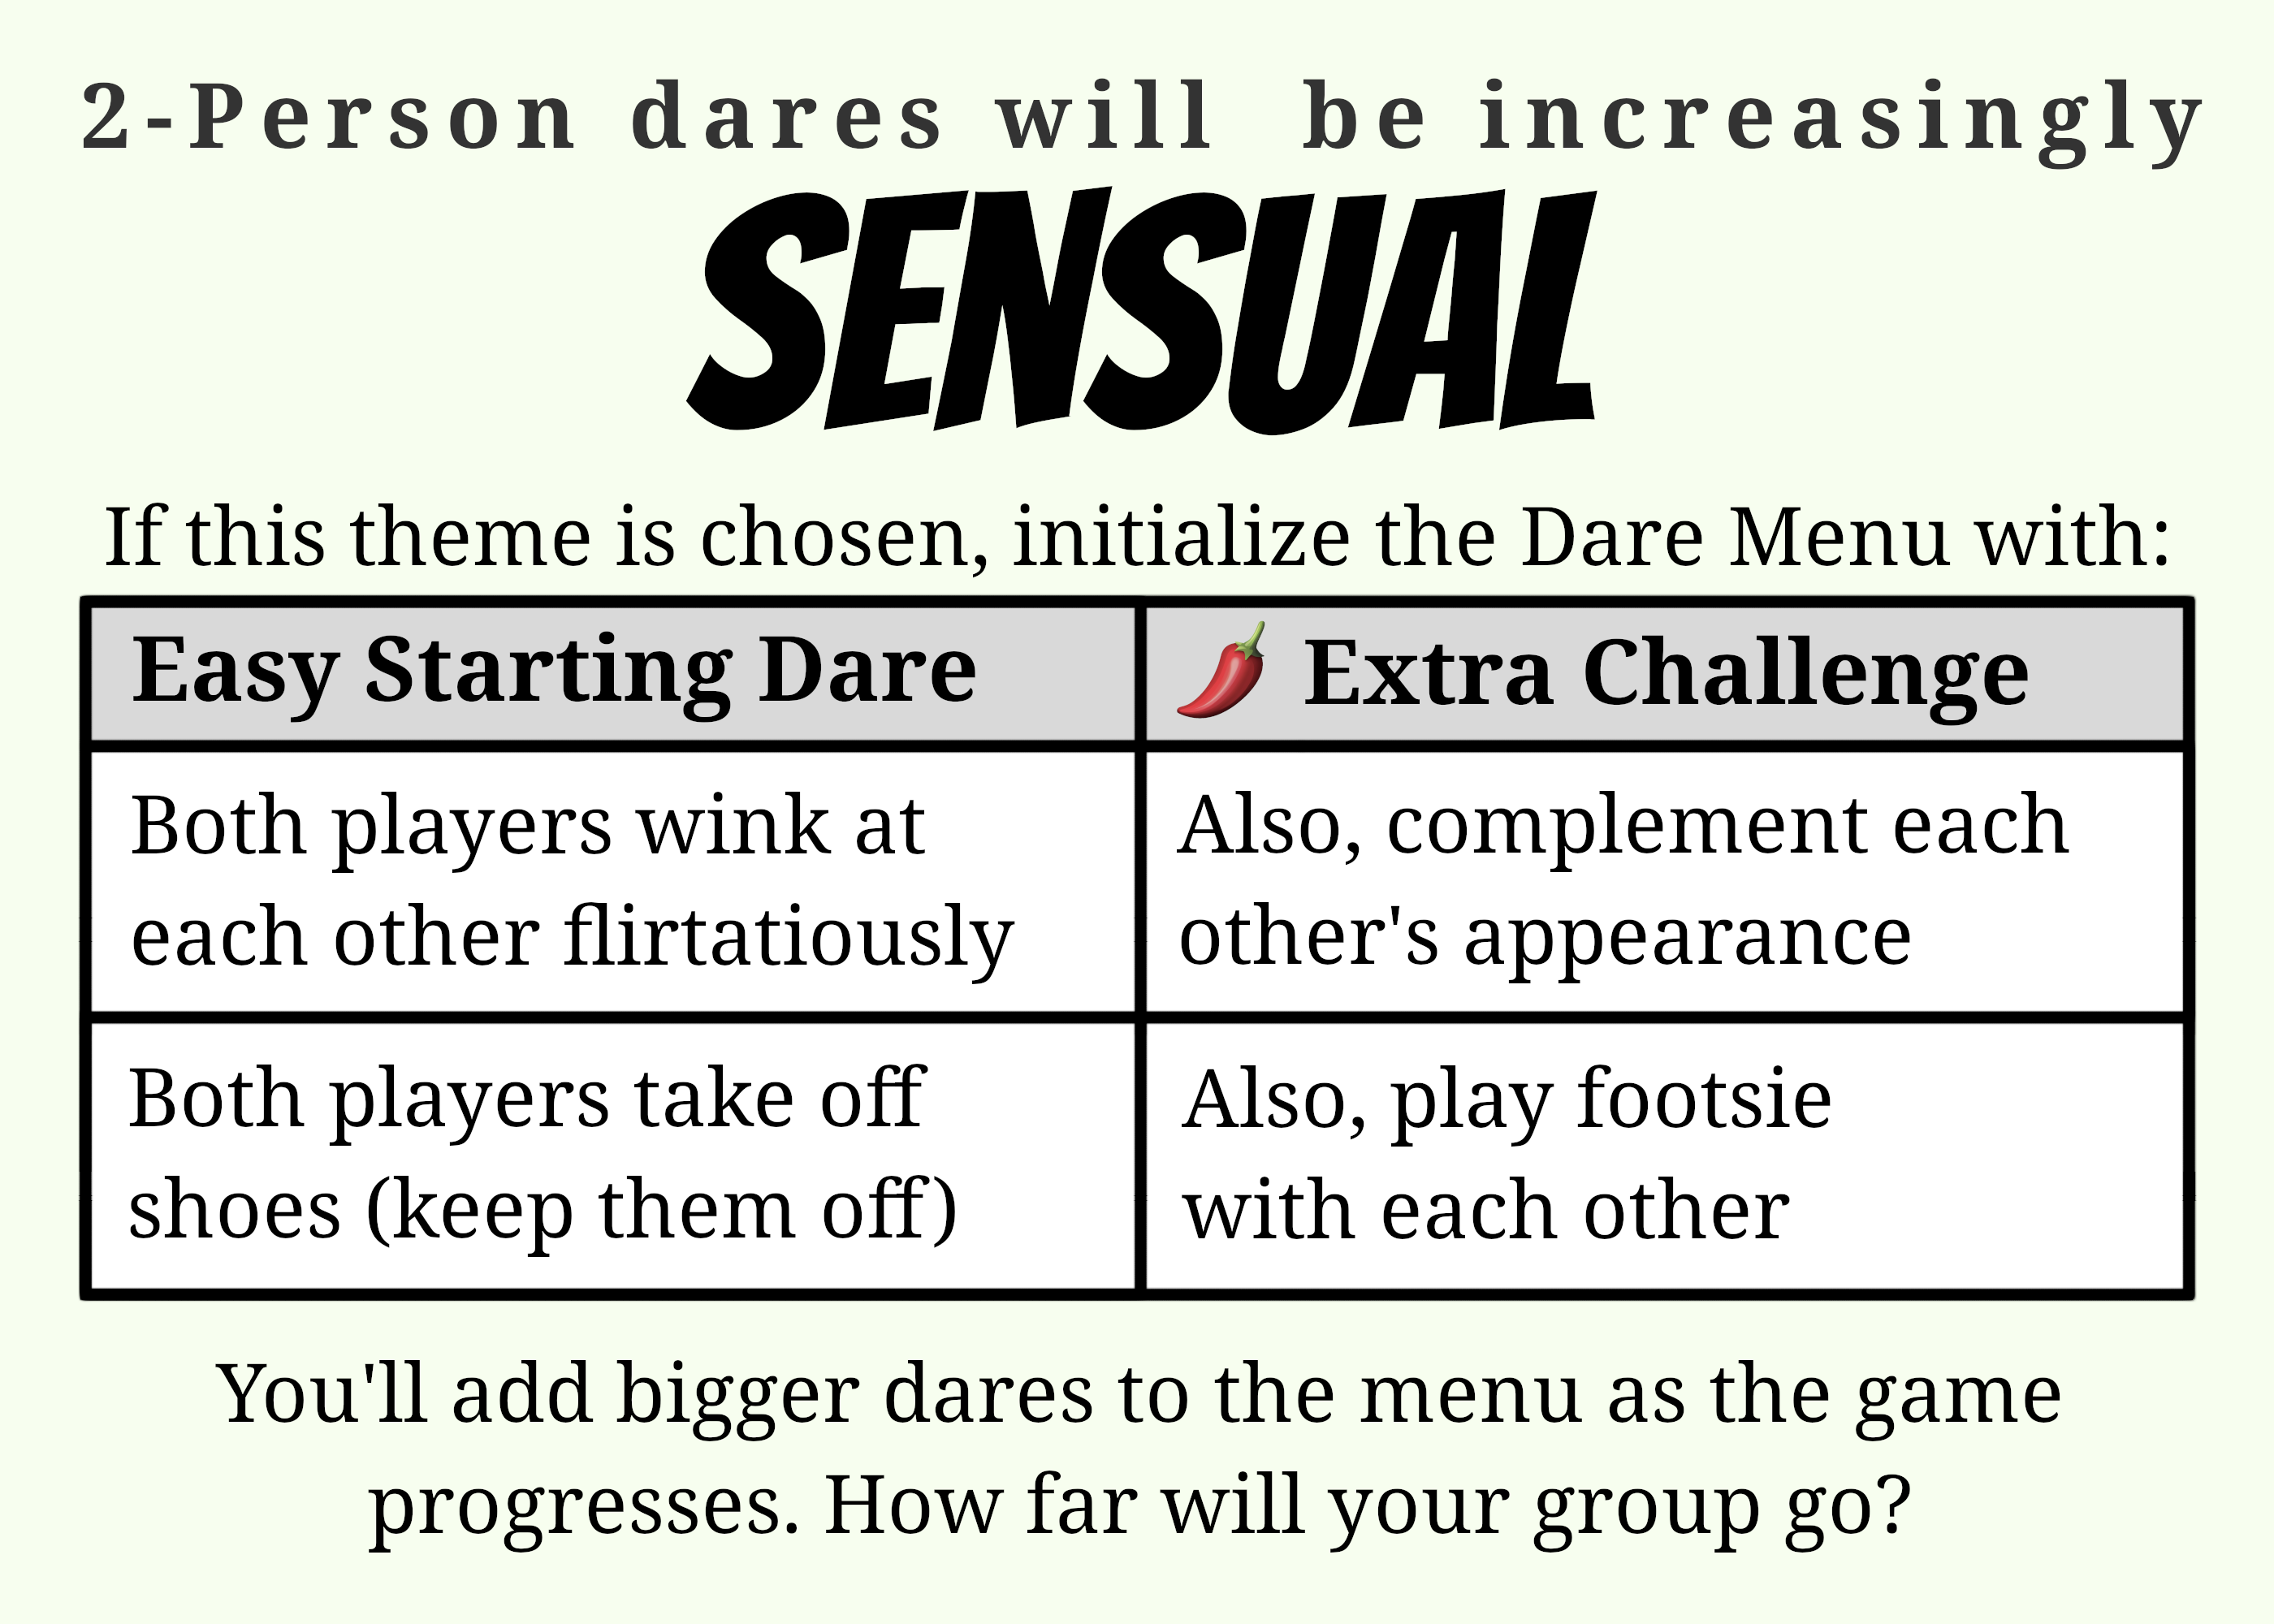 2-Person dares will be increasingly
SENSUAL
If this theme is chosen, initialize the Dare Menu with:
Easy Starting Dare
🌶️ Extra Challenge
Both players wink at
each other flirtatiously
Also, complement each
other's appearance
Both players take off
shoes (keep them off)
Also, play footsie
with each other
You'll add bigger dares to the menu as the game
progresses. How far will your group go?